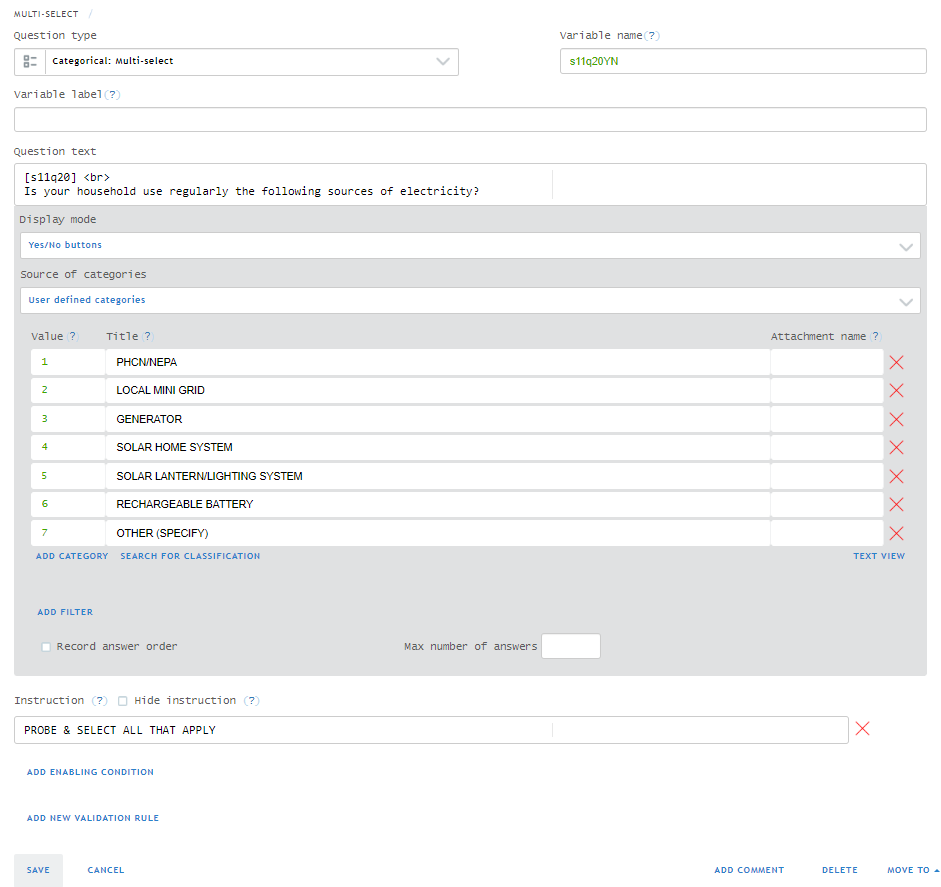 MULTI-SELECT /
Question type
Variable name(?)
Categorical: Multi-select
s11q20YN
Variable label(?)
Question text
[s11q20] <br>
Is your household use regularly the following sources of electricity?
Display mode
Yes/No buttons
Source of categories
User defined categories
Value ? Title ? Attachment name ?
1 PHCN/NEPA
2 LOCAL MINI GRID
3 GENERATOR
4 SOLAR HOME SYSTEM
5 SOLAR LANTERN/LIGHTING SYSTEM
6 RECHARGEABLE BATTERY
7 OTHER (SPECIFY)
ADD CATEGORY SEARCH FOR CLASSIFICATION TEXT VIEW
ADD FILTER
Record answer order Max number of answers
Instruction (?) Hide instruction (?)
PROBE & SELECT ALL THAT APPLY
ADD ENABLING CONDITION
ADD NEW VALIDATION RULE
SAVE CANCEL ADD COMMENT DELETE MOVE TO